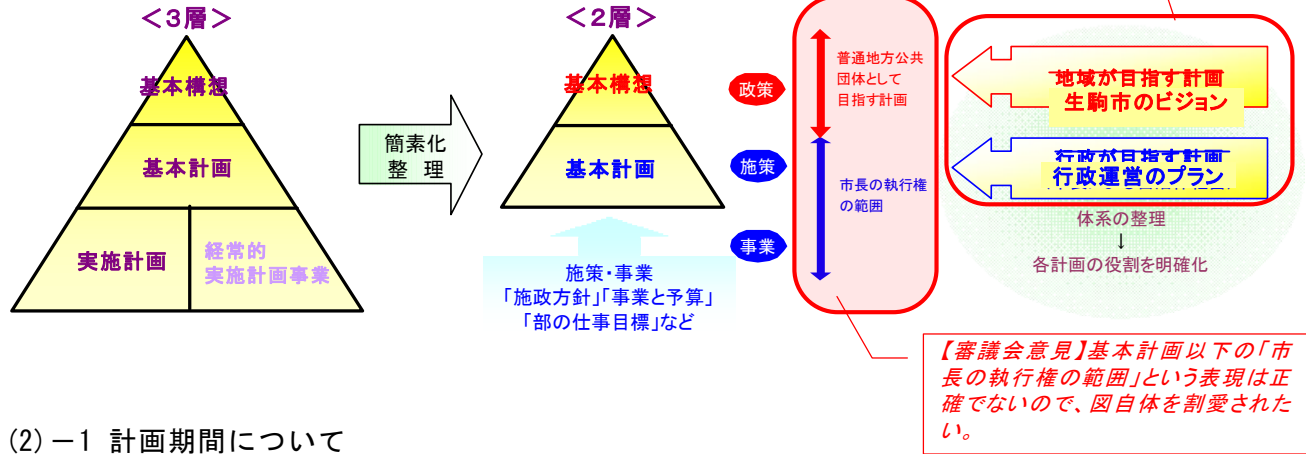 ＜３層＞
基本構想
基本計画
実施計画
経常的
実施計画事業
簡素化
整 理
＜２層＞
基本構想
基本計画
施策・事業
「施政方針」「事業と予算」
「部の仕事目標」など
政策
施策
事業
普通地方公共
団体として
目指す計画
市長の執行権
の範囲
地域が目指す計画
生駒市のビジョン
行政が目指す計画
行政運営のプラン
体系の整理
↓
各計画の役割を明確化
【審議会意見】基本計画以下の「市
長の執行権の範囲」という表現は正
確でないので、図自体を割愛された
い。
(2)－1 計画期間について